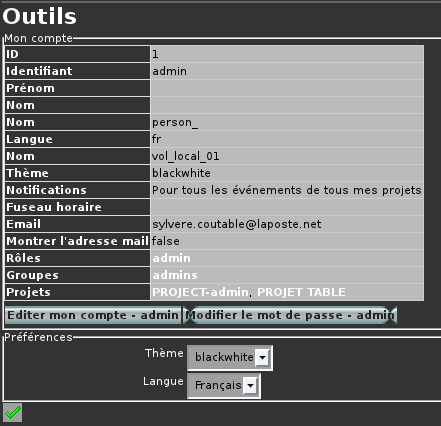 Outils
Mon compte
ID 1
Identifiant admin
Prénom
Nom
Nom person_
Langue fr
Nom vol_local_01
Thème blackwhite
Notifications Pour tous les événements de tous mes projets
Fuseau horaire
Email sylvere.coutable@laposte.net
Montrer l'adresse mail false
Rôles admin
Groupes admins
Projets PROJECT-admin, PROJET TABLE
Editer mon compte - admin Modifier le mot de passe - admin
Préférences
Thème blackwhite
Langue Français